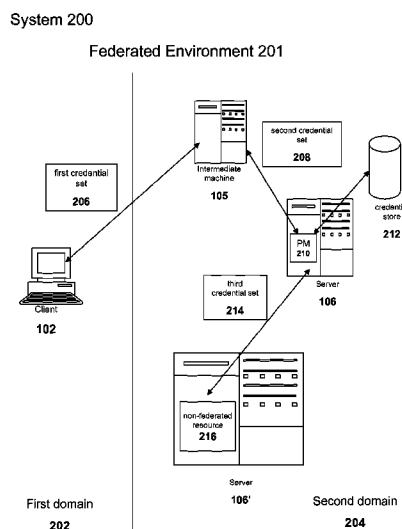 System 200
Federated Environment 201
first credential
set
206
Intermediate
machine
105
second credential
set
208
credenti
store
212
PM
210
Server
106
Client
102
third
credential set
214
non-federated
resource
216
Server
106'
First domain
202
Second domain
204